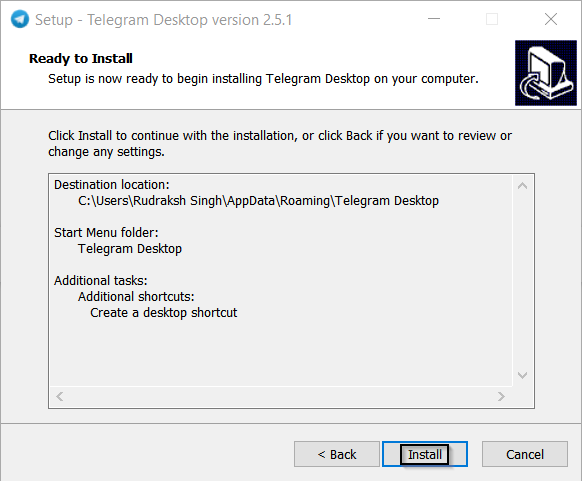 Setup - Telegram Desktop version 2.5.1
Ready to Install
Setup is now ready to begin installing Telegram Desktop on your computer.
Click Install to continue with the installation, or click Back if you want to review or
change any settings.
Destination location:
C:\Users\Rudraksh Singh\AppData\Roaming\Telegram Desktop
Start Menu folder:
Telegram Desktop
Additional tasks:
Additional shortcuts:
Create a desktop shortcut
< Back
Install
Cancel